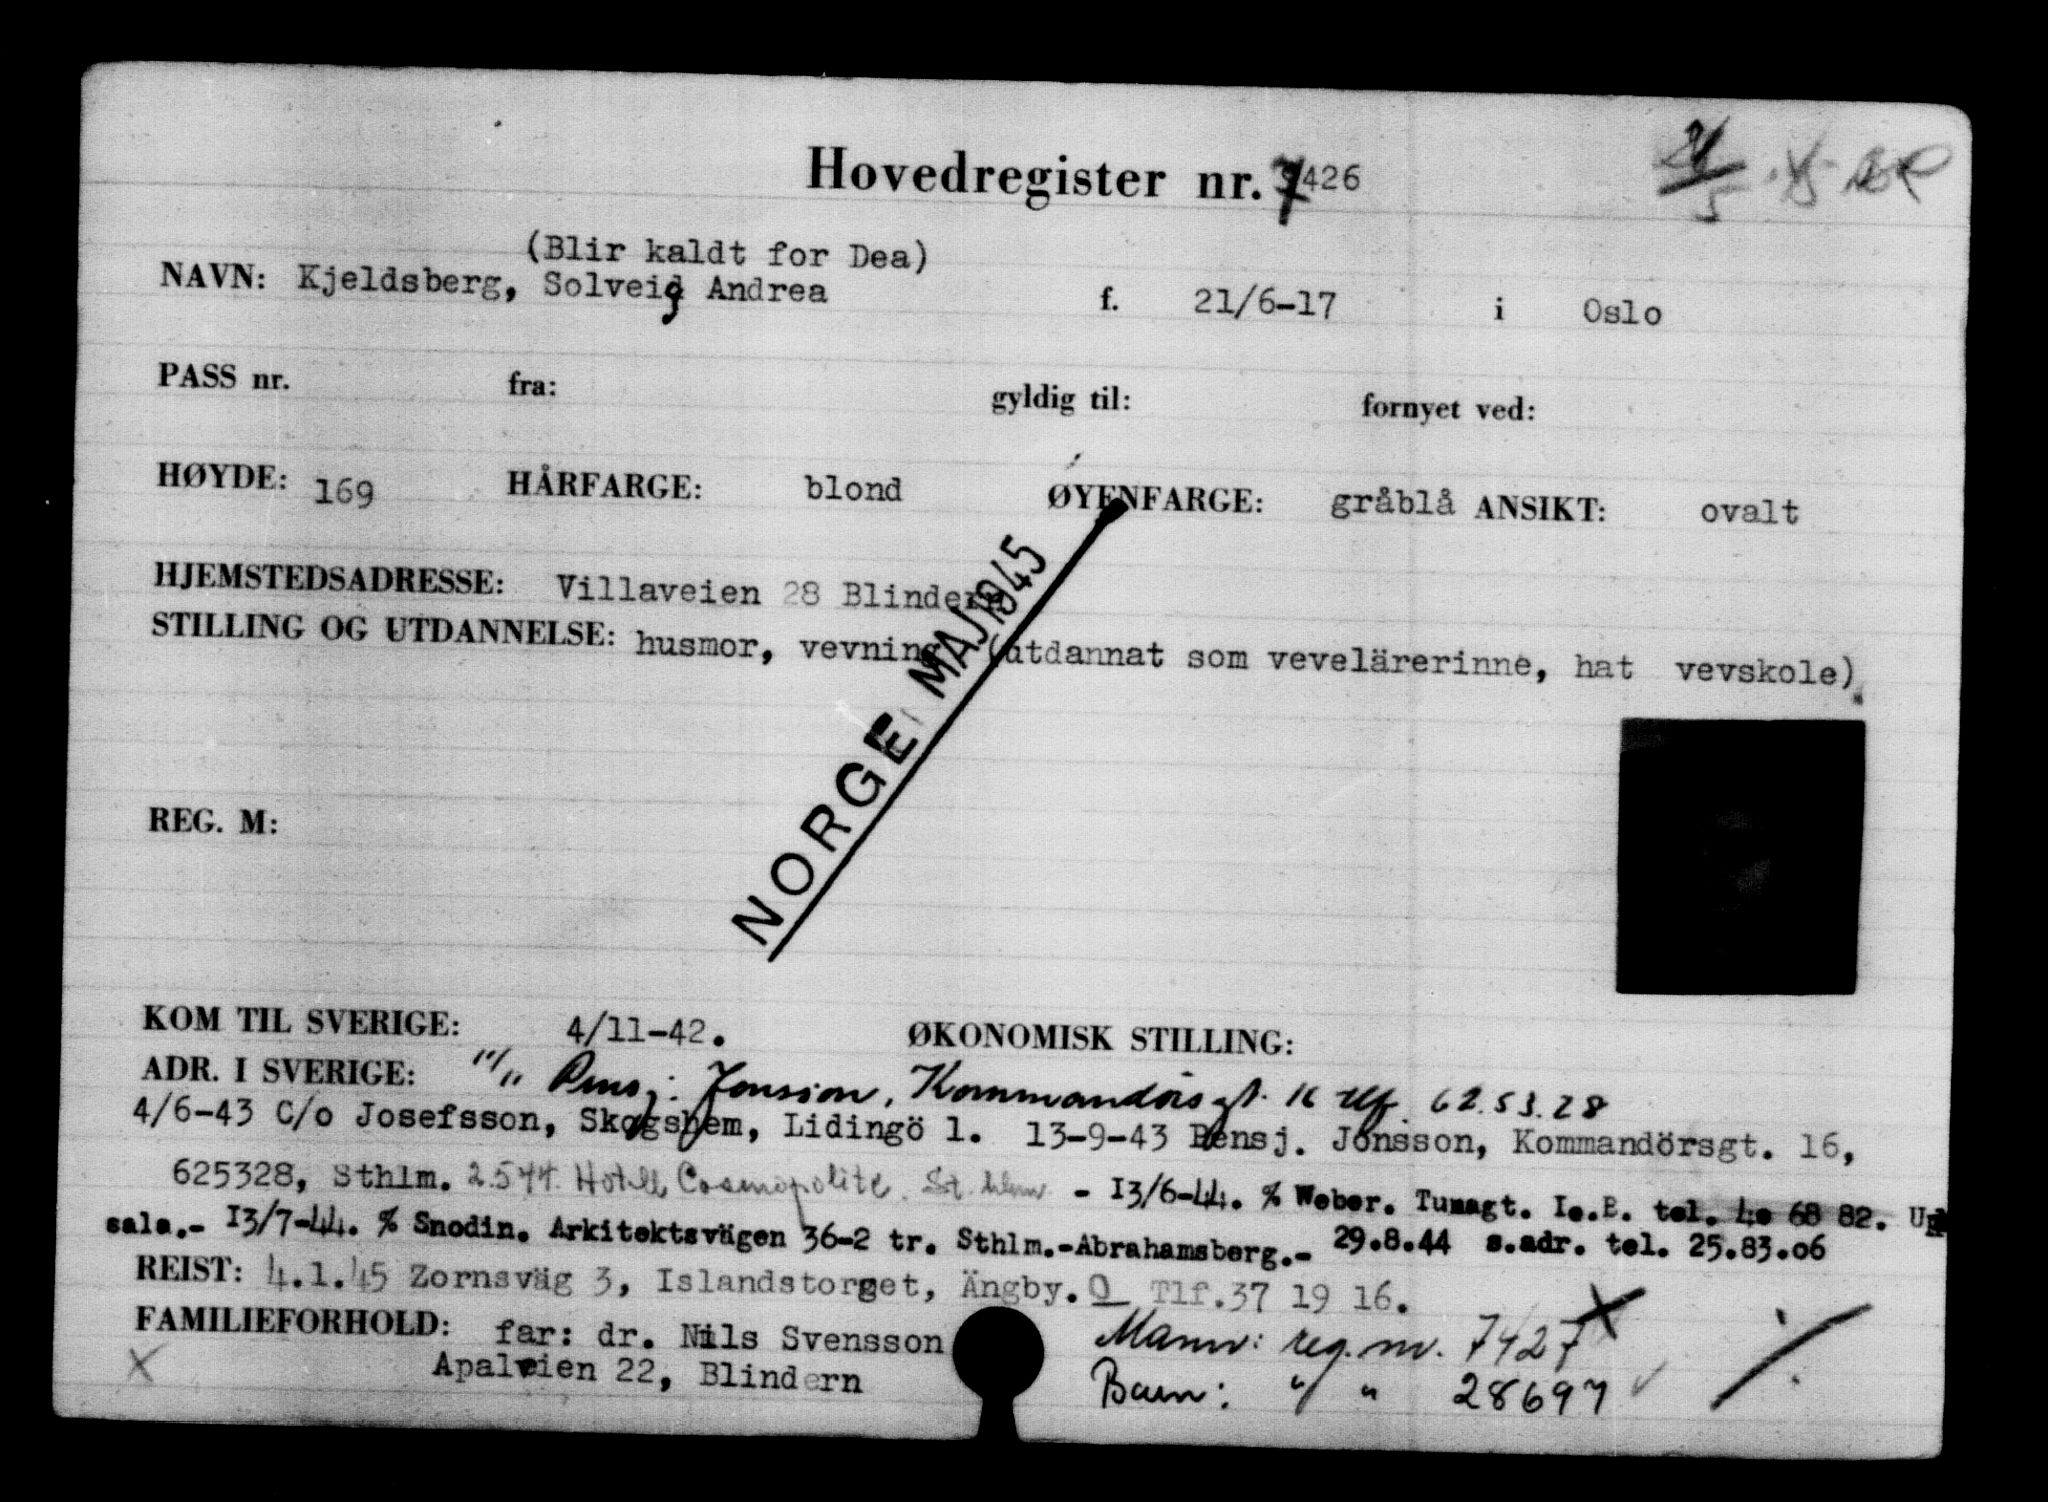 Hovedregister nr. 7426
(Blir kaldt for Dea)
NAVN: Kjeldsberg, Solveig Andrea f. 21/6-17 i Oslo
PASS nr. fra: gyldig til: fornyet ved:
HØYDE: 169 HÅRFARGE: blond ØYENFARGE: gråblå ANSIKT: ovalt
HJEMSTEDSADRESSE: Villaveien 28 Blindern
STILLING OG UTDANNELSE: husmor, vevning (utdannat som vevelärerinne, hat vevskole)
NORGE MAJ 1945
REG. M:
KOM TIL SVERIGE: 4/11-42. ØKONOMISK STILLING:
ADR. I SVERIGE: Pensj. Jonsson, Kommandörsgt. 16 tlf. 62.53.28
4/6-43 C/o Josefsson, Skogshem, Lidingö 1. 13-9-43 Pensj. Jonsson, Kommandörsgt. 16,
625328, Sthlm. 2.5.44. Hotell Cosmopolite. Sthlm. - 13/6-44. % Weber. Tunagt. 1o.E. tel. 4o 68 82. Upp
sala.- 13/7-44. % Snodin. Arkitektsvägen 36-2 tr. Sthlm.-Abrahamsberg.- 29.8.44 s.adr. tel. 25.83.06
REIST: 4.1.45 Zornsväg 3, Islandstorget, Ängby. Tlf.37 19 16.
FAMILIEFORHOLD: far: dr. Nils Svensson Mann: reg. nr. 7427 X
X Apalveien 22, Blindern Barn: " " 28697